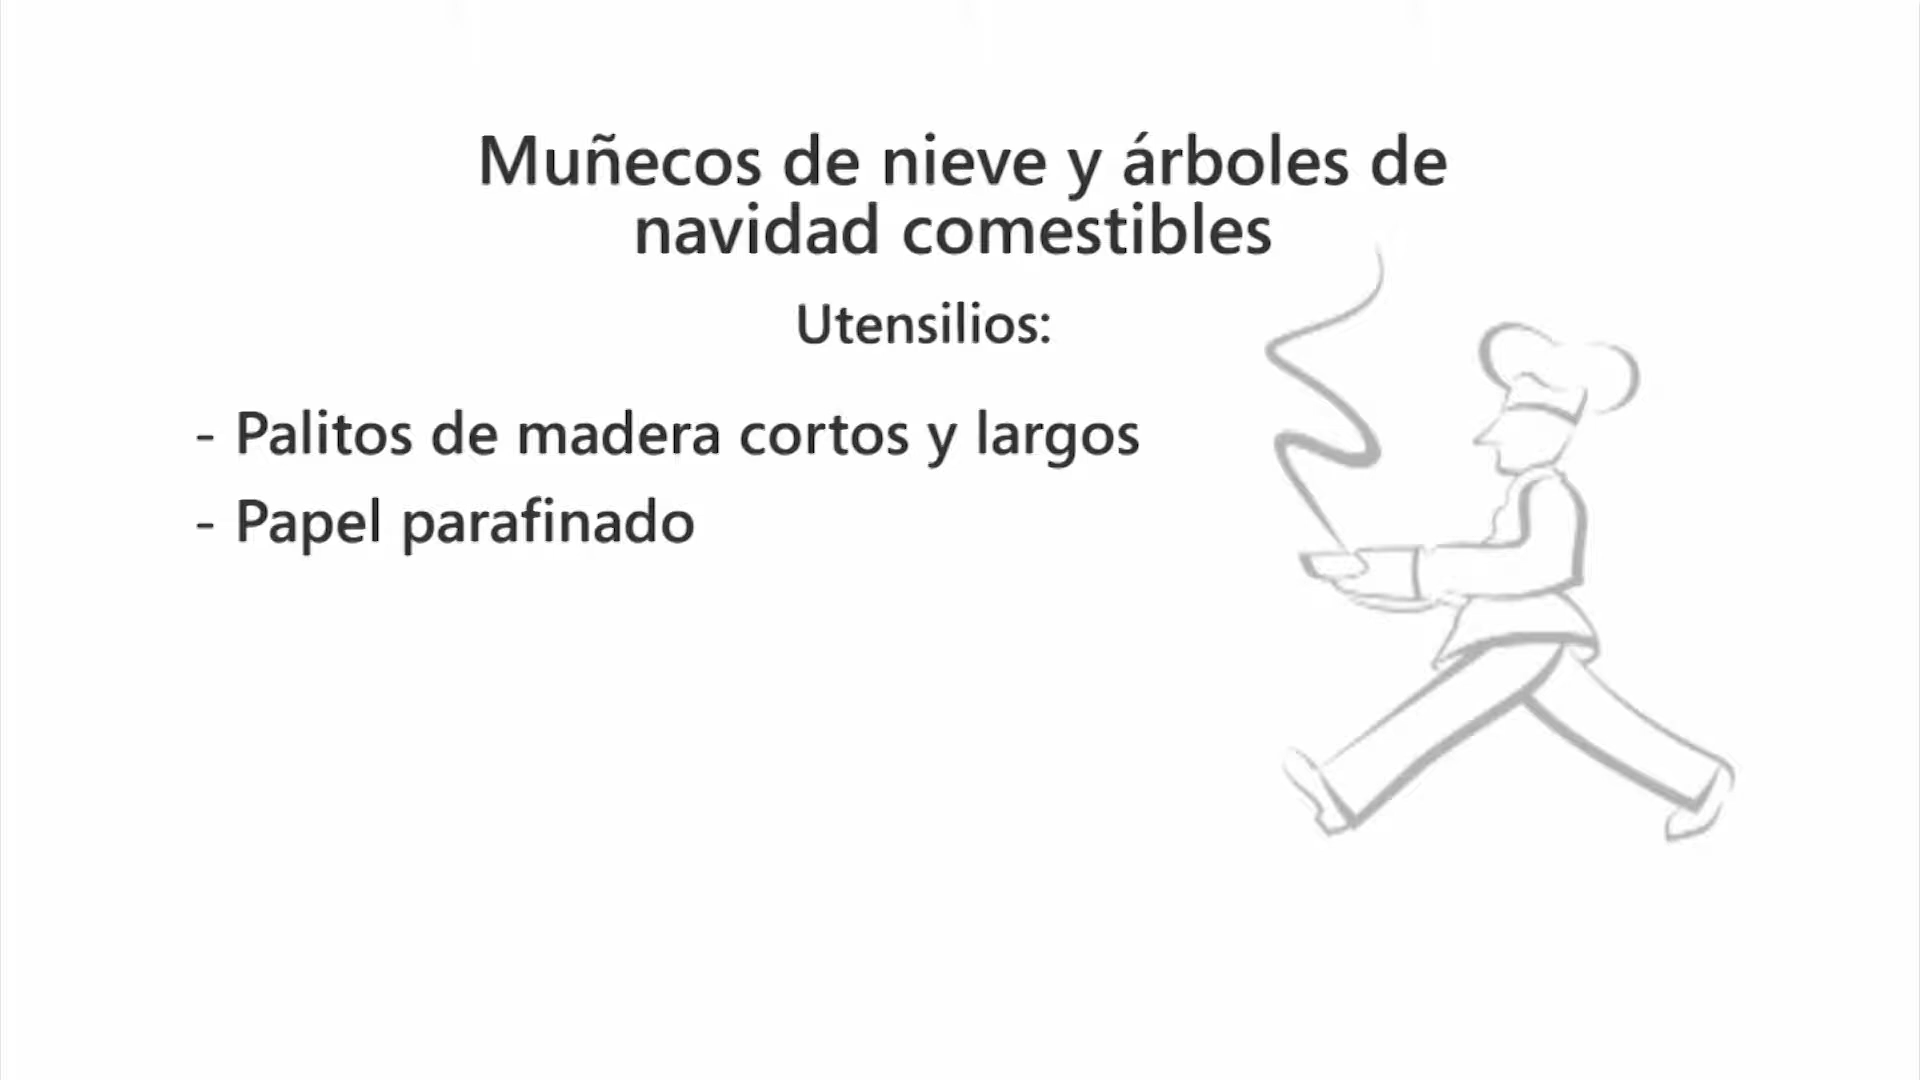 Muñecos de nieve y árboles de
navidad comestibles
Utensilios:
- Palitos de madera cortos y largos
- Papel parafinado